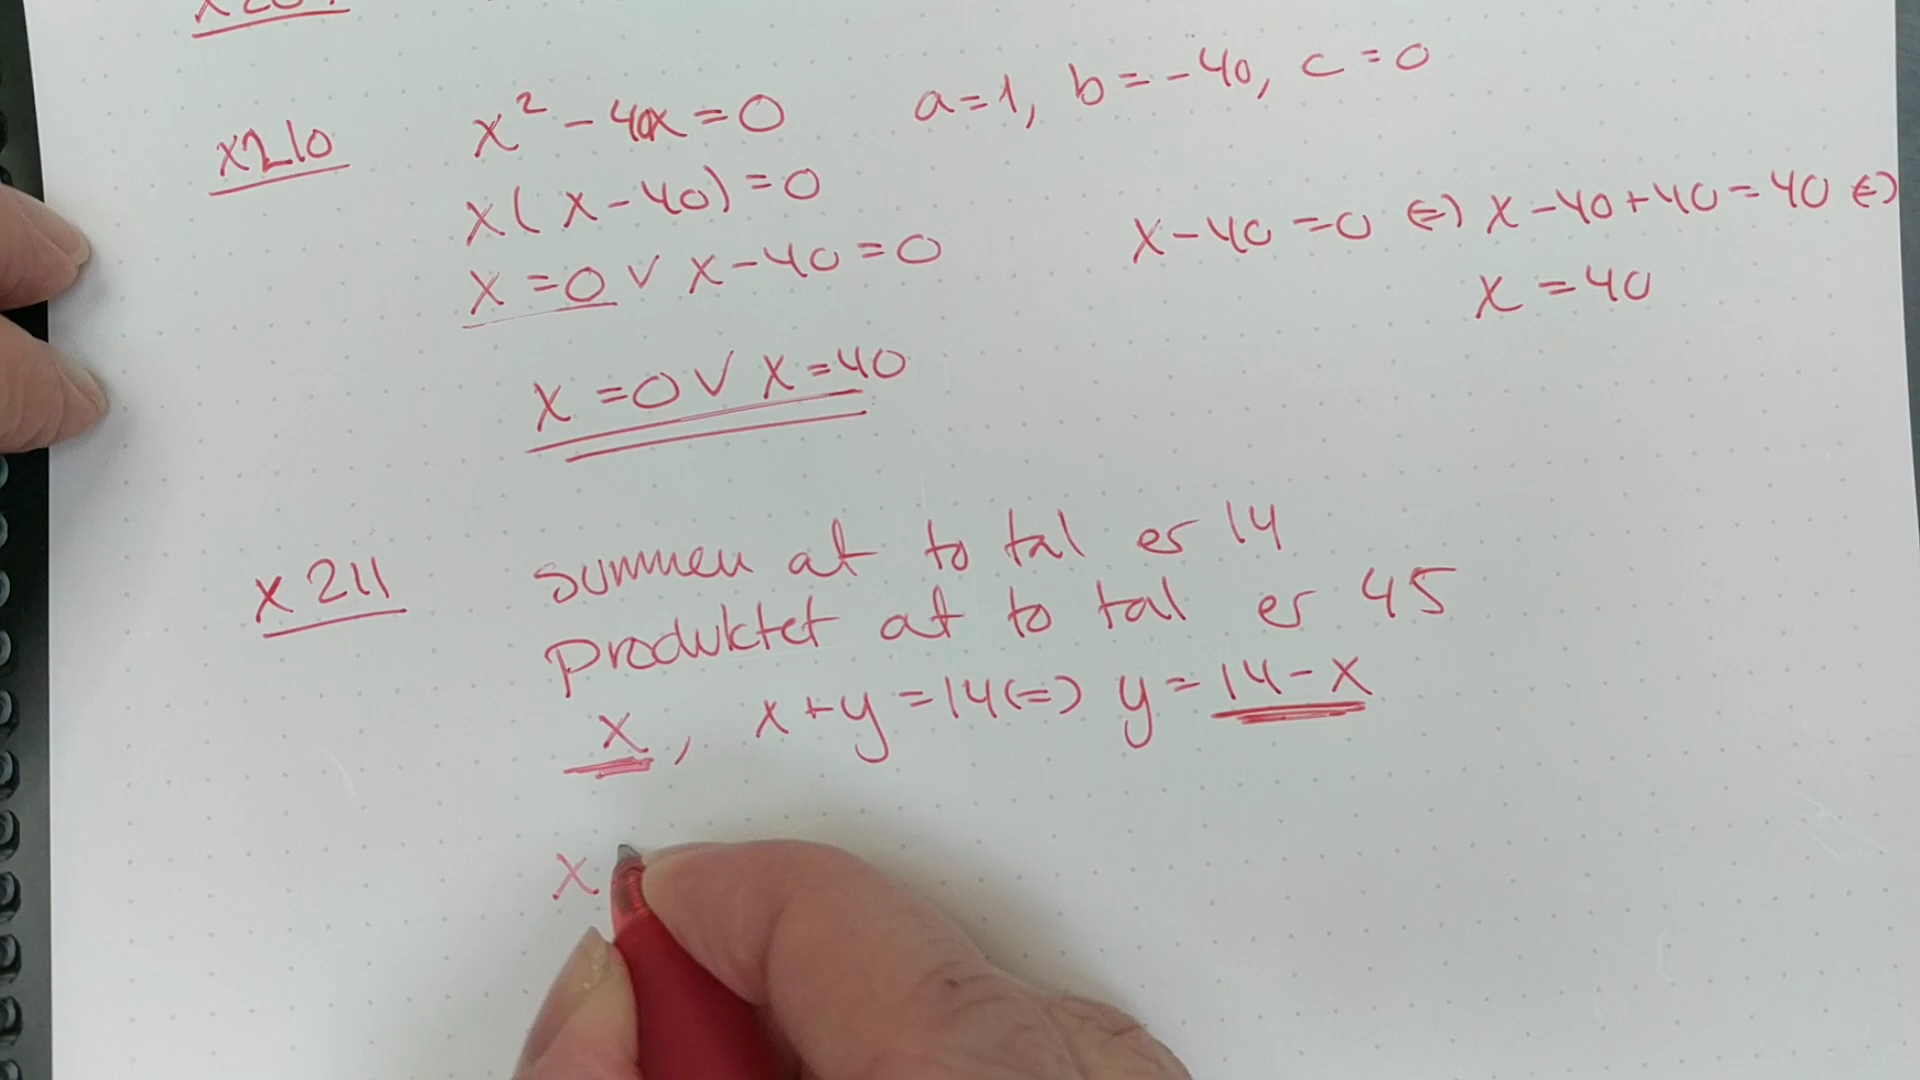 x210 x² - 40x = 0 a=1, b=-40, c=0
x(x-40)=0
x-40=0 (=) x-40+40=40 (=)
x=0 ∨ x-40=0
x=40
x=0 ∨ x=40
x211 summen af to tal er 14
produktet af to tal er 45
x, x+y=14 (=) y=14-x
x